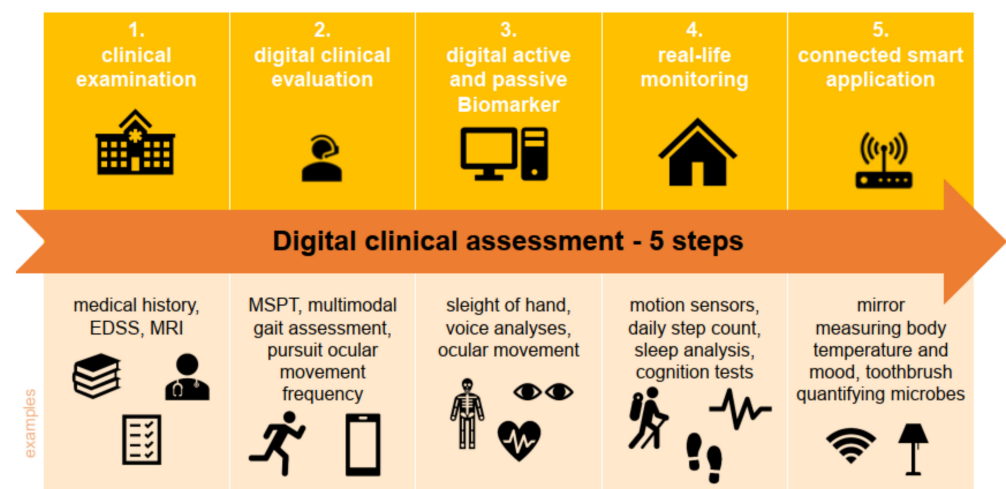 1.
clinical
examination
2.
digital clinical
evaluation
3.
digital active
and passive
Biomarker
4.
real-life
monitoring
5.
connected smart
application
Digital clinical assessment - 5 steps
examples
medical history,
EDSS, MRI
MSPT, multimodal
gait assessment,
pursuit ocular
movement
frequency
sleight of hand,
voice analyses,
ocular movement
motion sensors,
daily step count,
sleep analysis,
cognition tests
mirror
measuring body
temperature and
mood, toothbrush
quantifying microbes